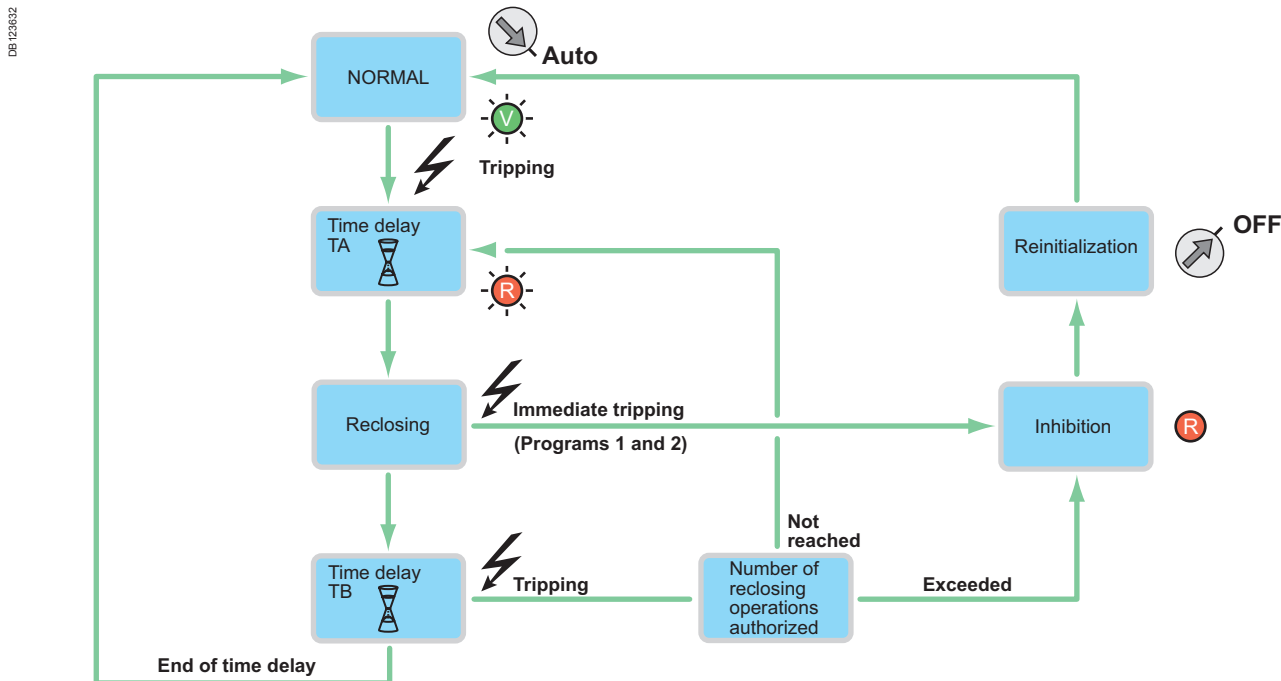 DB123632
Auto
NORMAL
V
Tripping
Time delay
TA
R
OFF
Reinitialization
Reclosing
Immediate tripping
(Programs 1 and 2)
Inhibition
R
Not
reached
Time delay
TB
Tripping
Number of
reclosing
operations
authorized
Exceeded
End of time delay